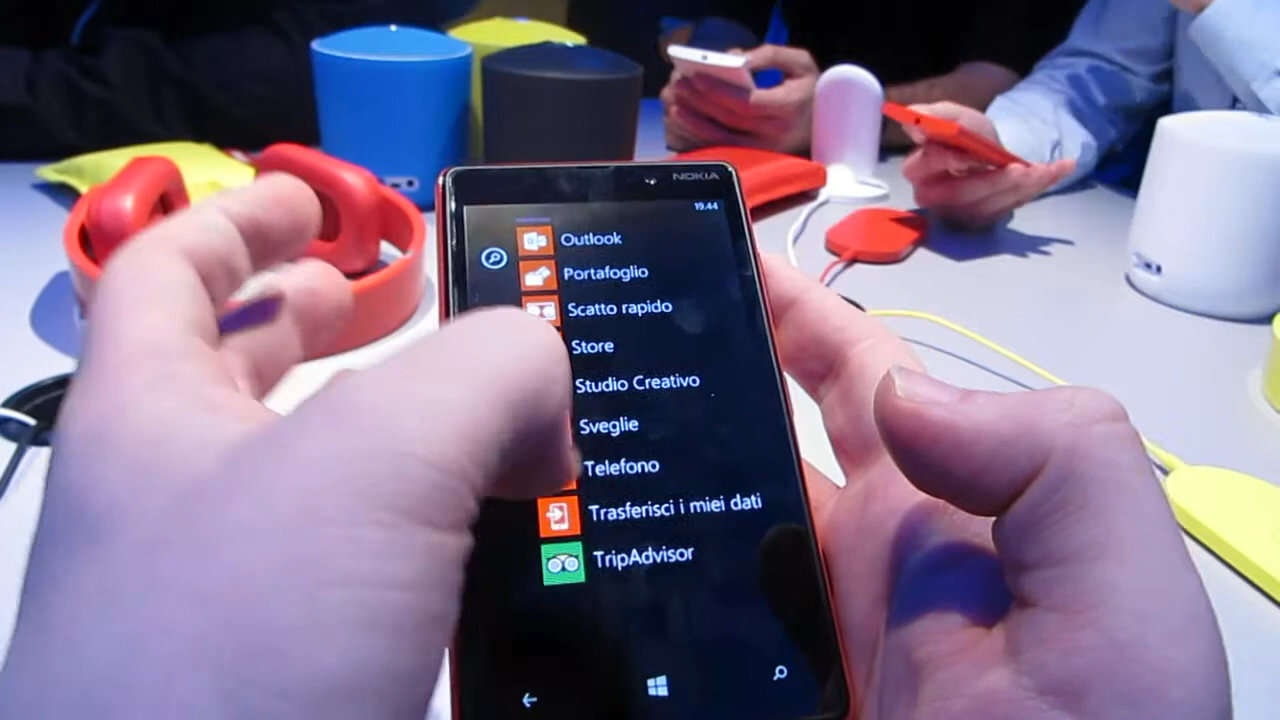 NOKIA
19.44
Outlook
Portafoglio
Scatto rapido
Store
Studio Creativo
Sveglie
Telefono
Trasferisci i miei dati
TripAdvisor